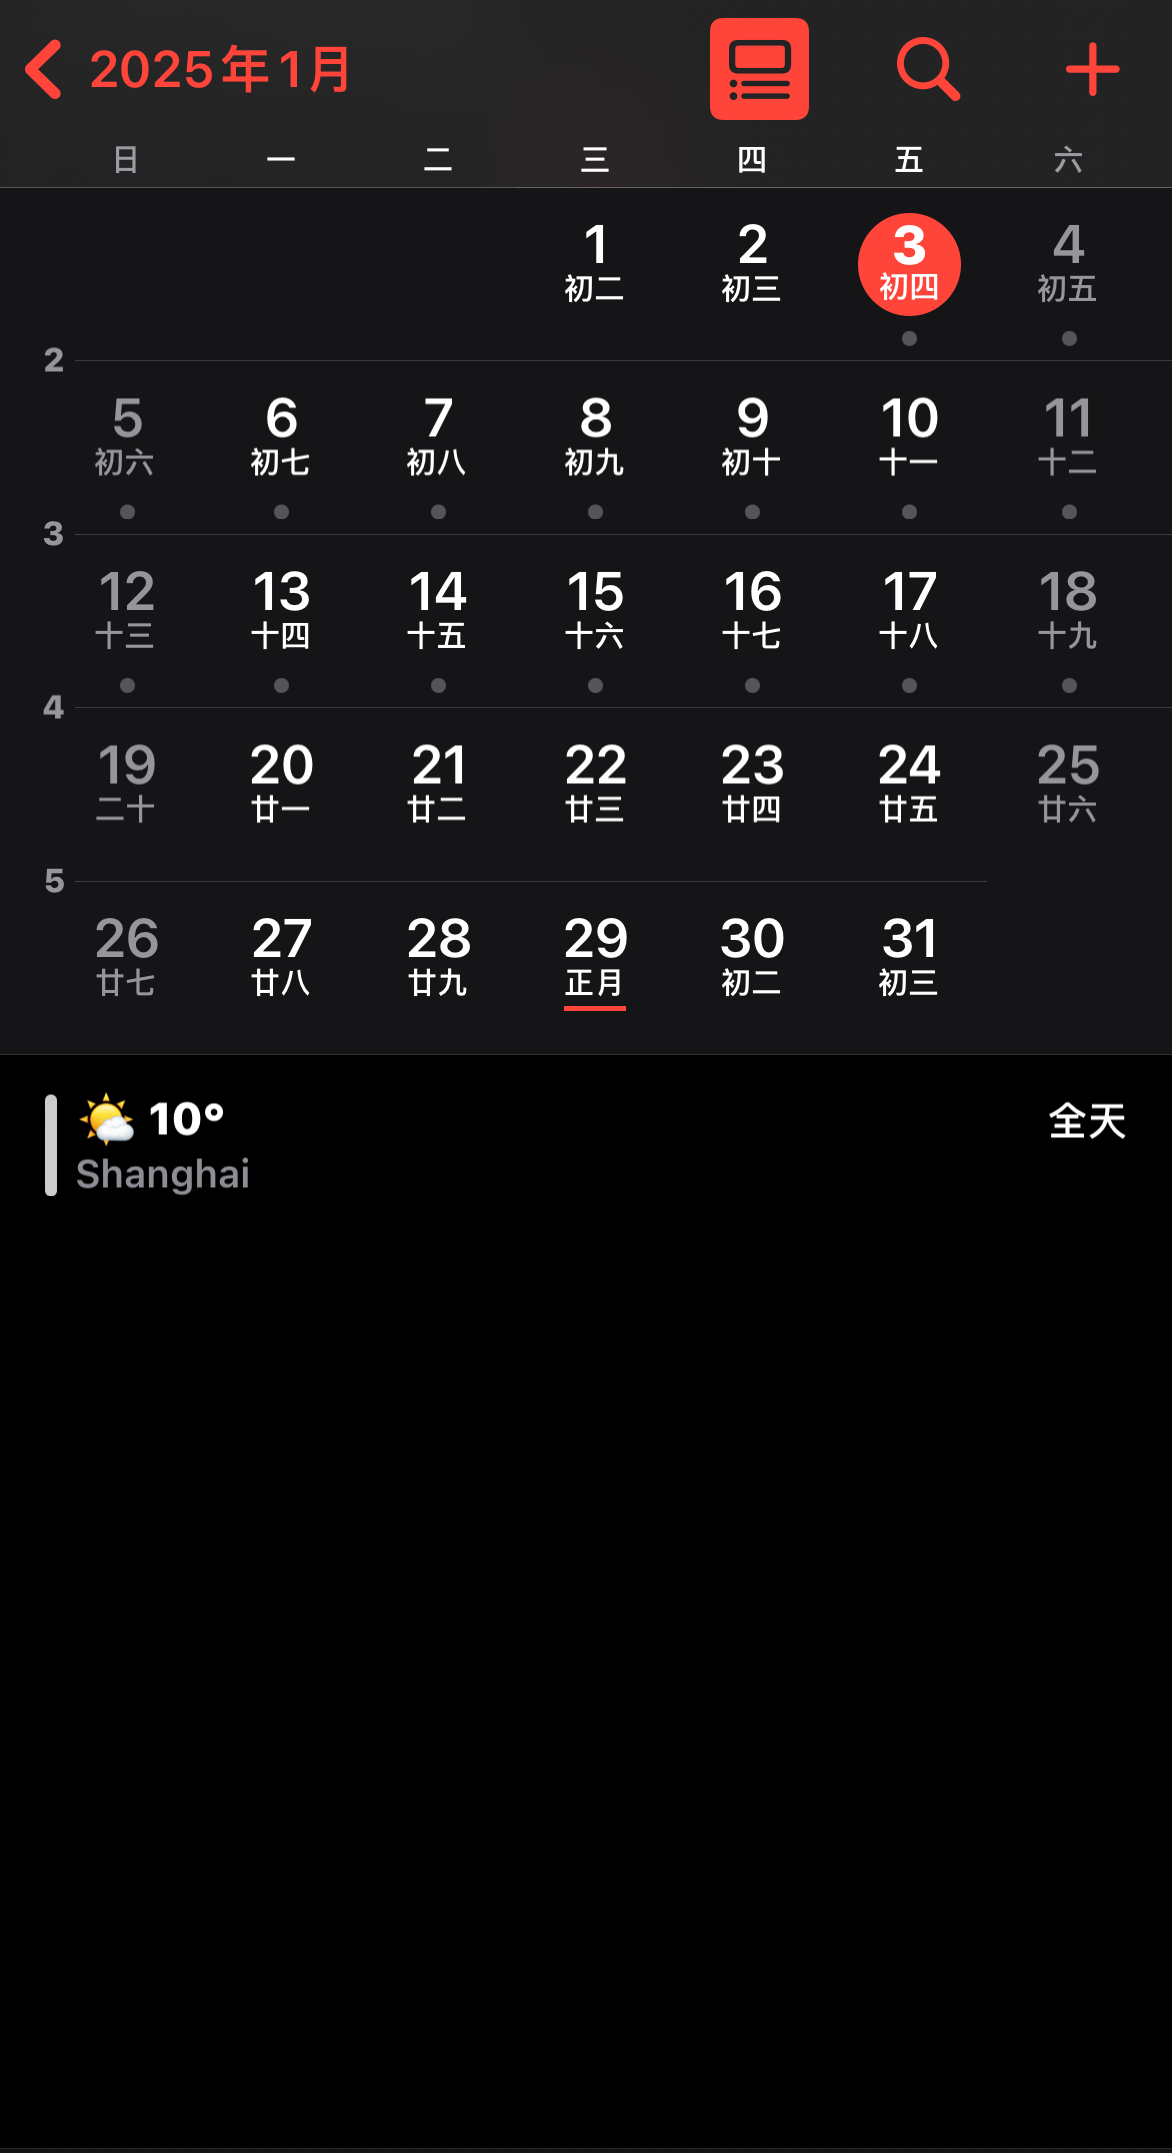 2025年1月
日 一 二 三 四 五 六
1 2 3 4
初二 初三 初四 初五
2
5 6 7 8 9 10 11
初六 初七 初八 初九 初十 十一 十二
3
12 13 14 15 16 17 18
十三 十四 十五 十六 十七 十八 十九
4
19 20 21 22 23 24 25
二十 廿一 廿二 廿三 廿四 廿五 廿六
5
26 27 28 29 30 31
廿七 廿八 廿九 正月 初二 初三
10° 全天
Shanghai